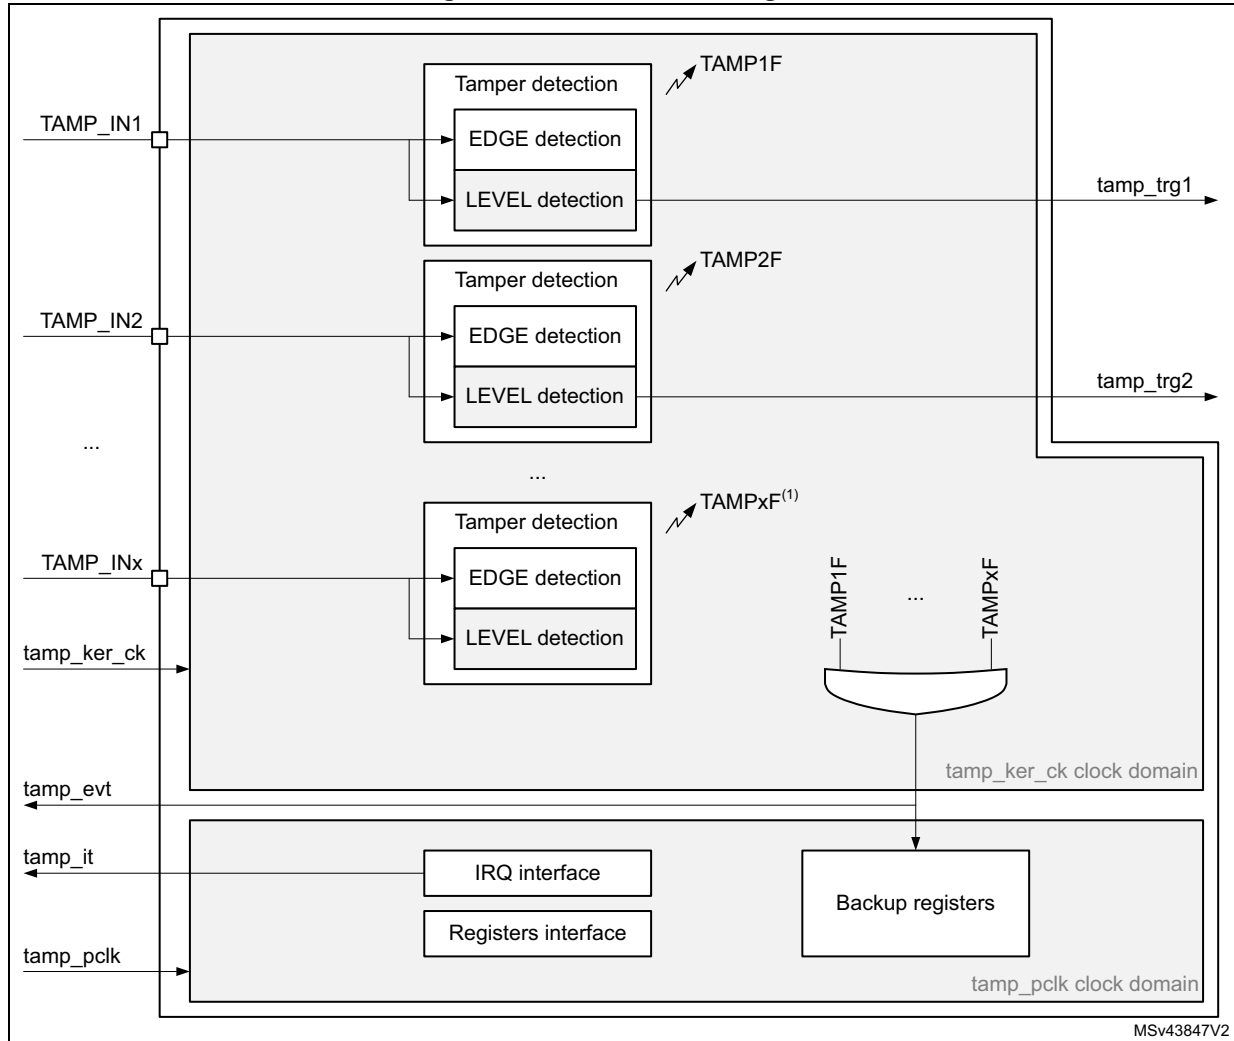 TAMP1F
Tamper detection
TAMP_IN1
EDGE detection
LEVEL detection
tamp_trg1
TAMP2F
Tamper detection
TAMP_IN2
EDGE detection
LEVEL detection
tamp_trg2
...
...
TAMPxF(1)
Tamper detection
TAMP_INx
EDGE detection
LEVEL detection
TAMP1F
...
TAMPxF
tamp_ker_ck
tamp_ker_ck clock domain
tamp_evt
tamp_it
IRQ interface
Backup registers
Registers interface
tamp_pclk
tamp_pclk clock domain
MSv43847V2